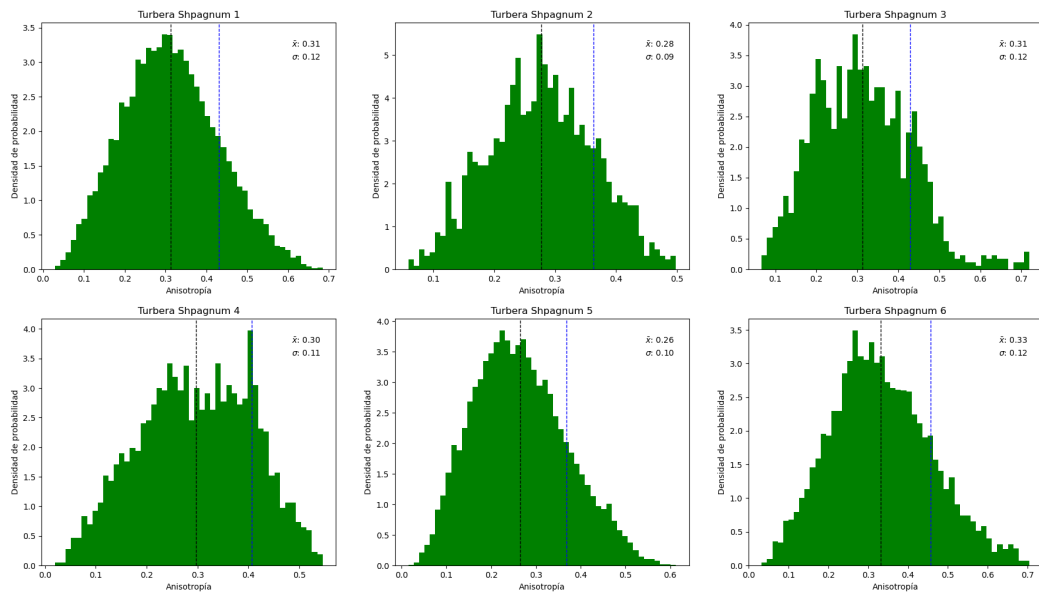 Turbera Shpagnum 1
x̄: 0.31
σ: 0.12
Densidad de probabilidad
3.5
3.0
2.5
2.0
1.5
1.0
0.5
0.0
0.0 0.1 0.2 0.3 0.4 0.5 0.6 0.7
Anisotropía
Turbera Shpagnum 2
x̄: 0.28
σ: 0.09
Densidad de probabilidad
5
4
3
2
1
0
0.1 0.2 0.3 0.4 0.5
Anisotropía
Turbera Shpagnum 3
x̄: 0.31
σ: 0.12
Densidad de probabilidad
4.0
3.5
3.0
2.5
2.0
1.5
1.0
0.5
0.0
0.1 0.2 0.3 0.4 0.5 0.6 0.7
Anisotropía
Turbera Shpagnum 4
x̄: 0.30
σ: 0.11
Densidad de probabilidad
4.0
3.5
3.0
2.5
2.0
1.5
1.0
0.5
0.0
0.0 0.1 0.2 0.3 0.4 0.5
Anisotropía
Turbera Shpagnum 5
x̄: 0.26
σ: 0.10
Densidad de probabilidad
4.0
3.5
3.0
2.5
2.0
1.5
1.0
0.5
0.0
0.0 0.1 0.2 0.3 0.4 0.5 0.6
Anisotropía
Turbera Shpagnum 6
x̄: 0.33
σ: 0.12
Densidad de probabilidad
3.5
3.0
2.5
2.0
1.5
1.0
0.5
0.0
0.0 0.1 0.2 0.3 0.4 0.5 0.6 0.7
Anisotropía